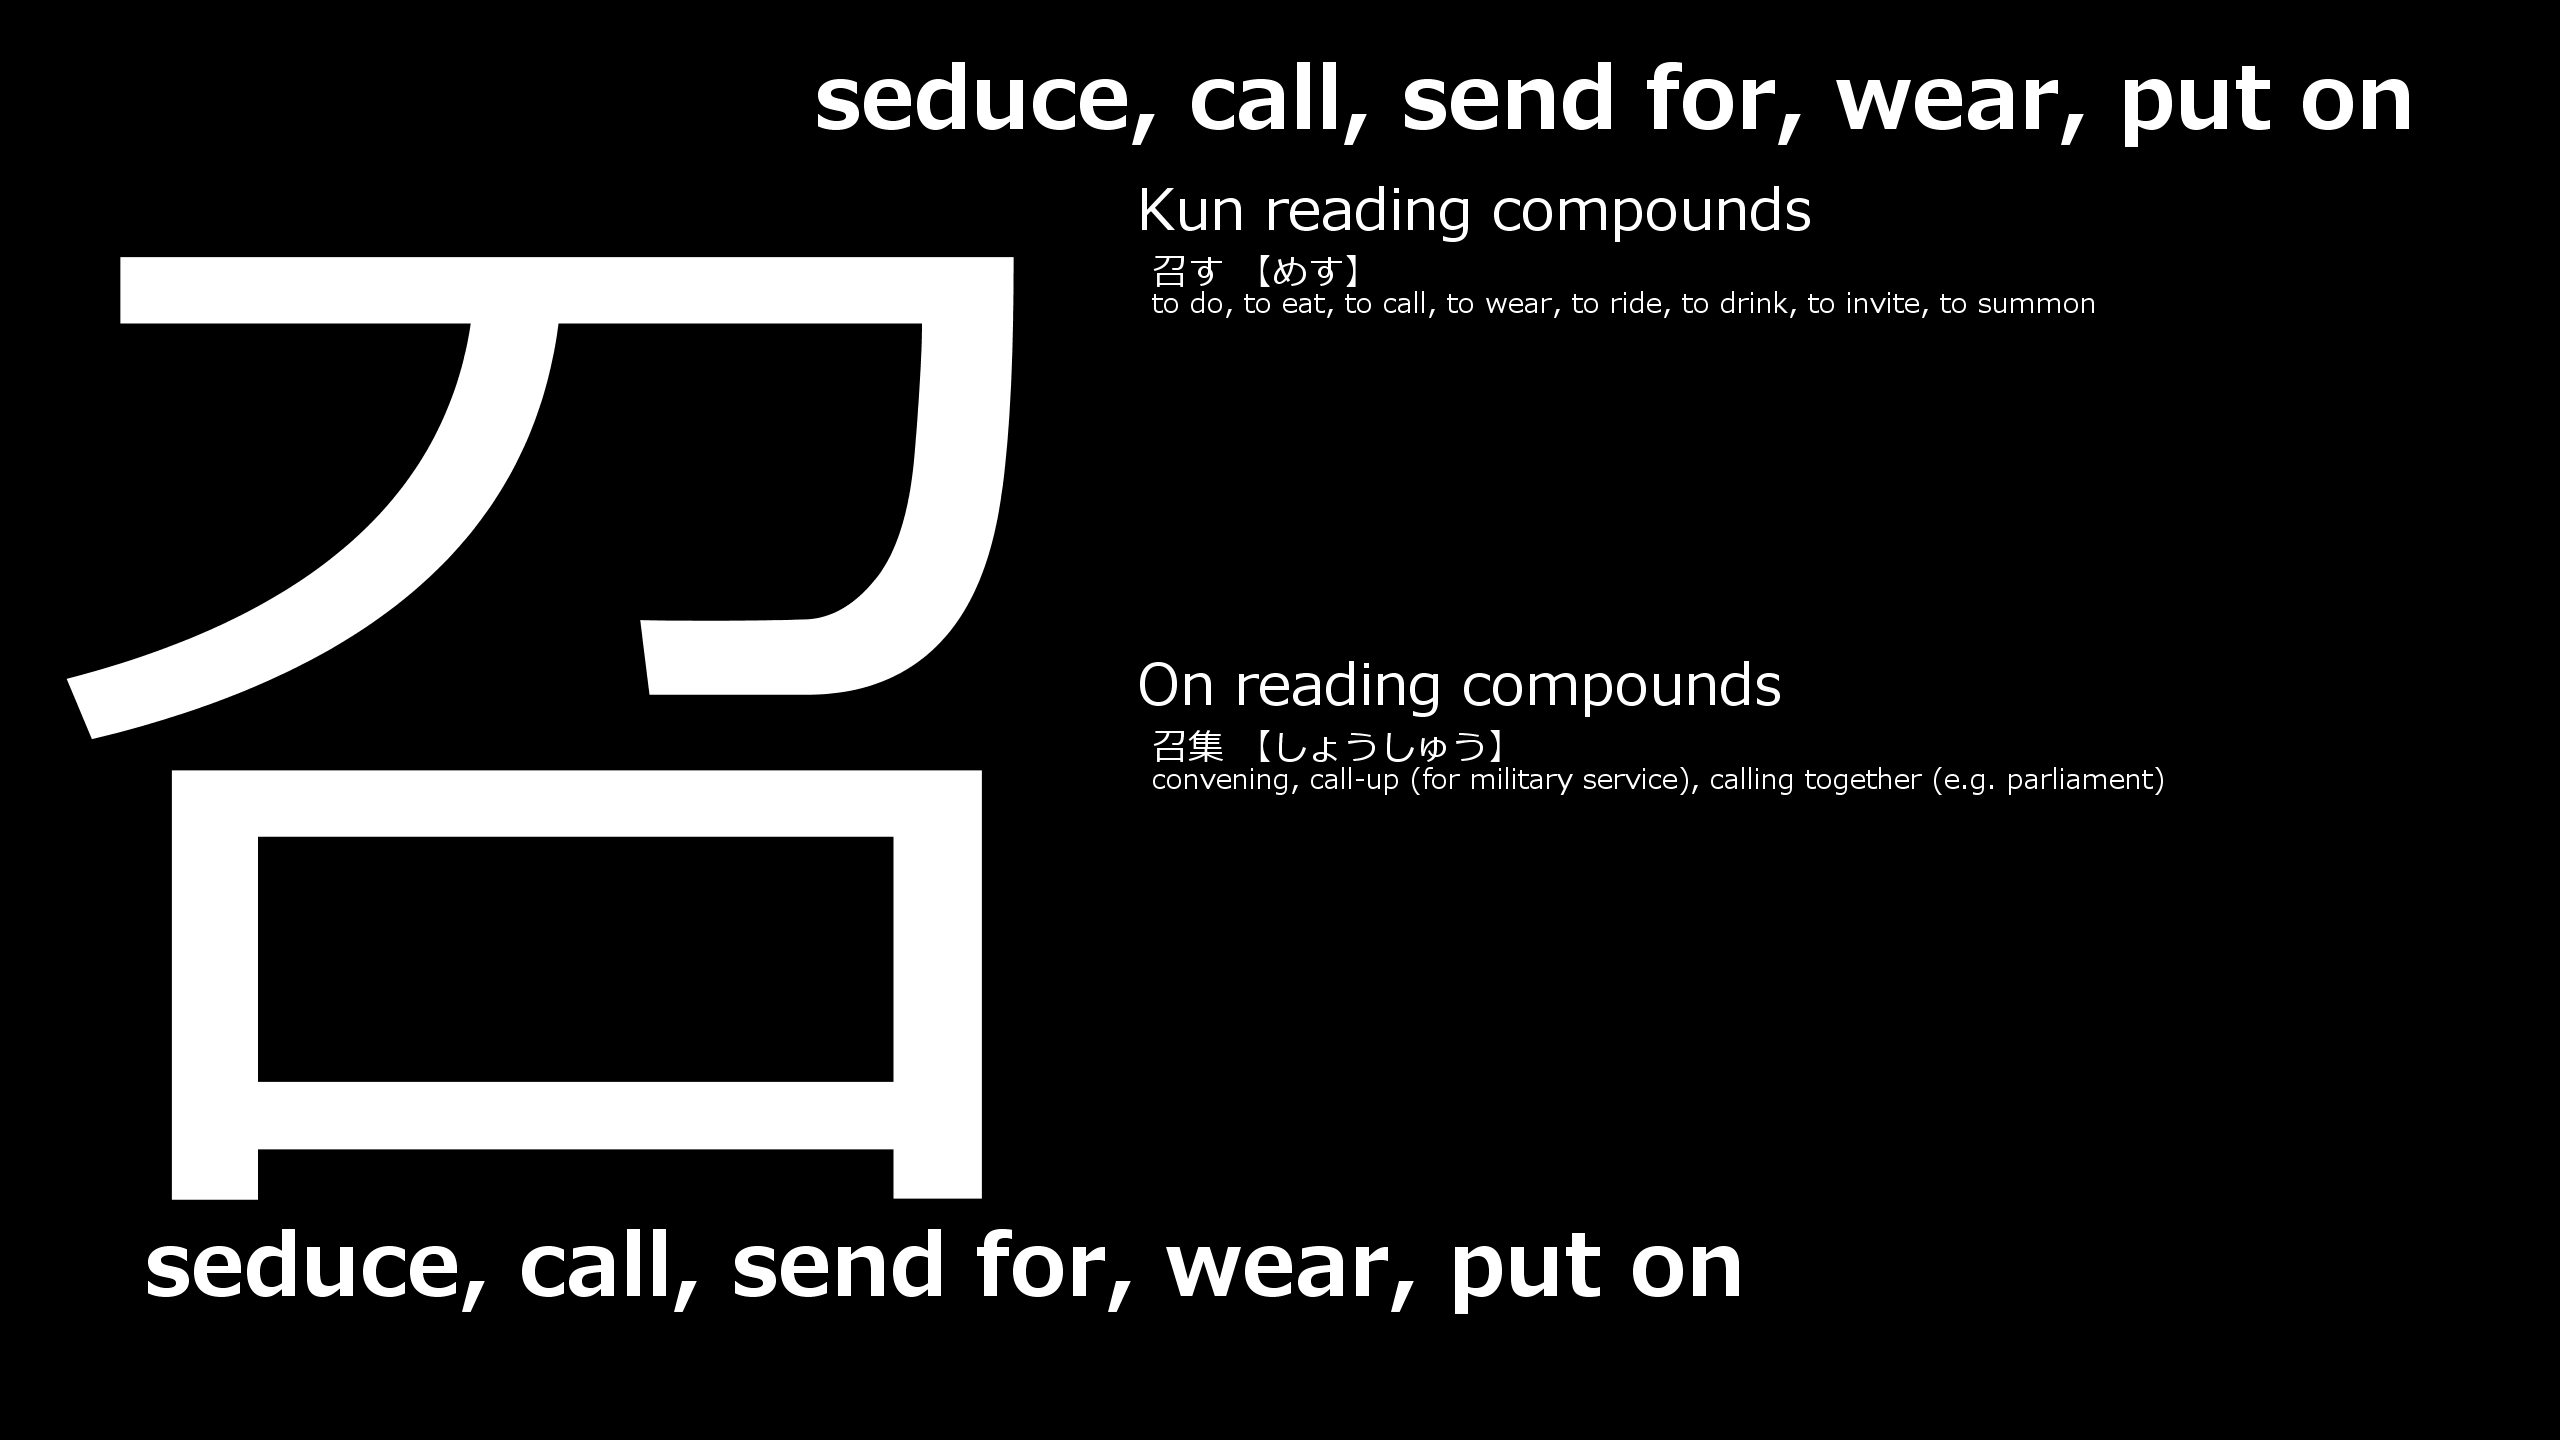 seduce, call, send for, wear, put on
召
Kun reading compounds
召す 【めす】
to do, to eat, to call, to wear, to ride, to drink, to invite, to summon
On reading compounds
召集 【しょうしゅう】
convening, call-up (for military service), calling together (e.g. parliament)
seduce, call, send for, wear, put on